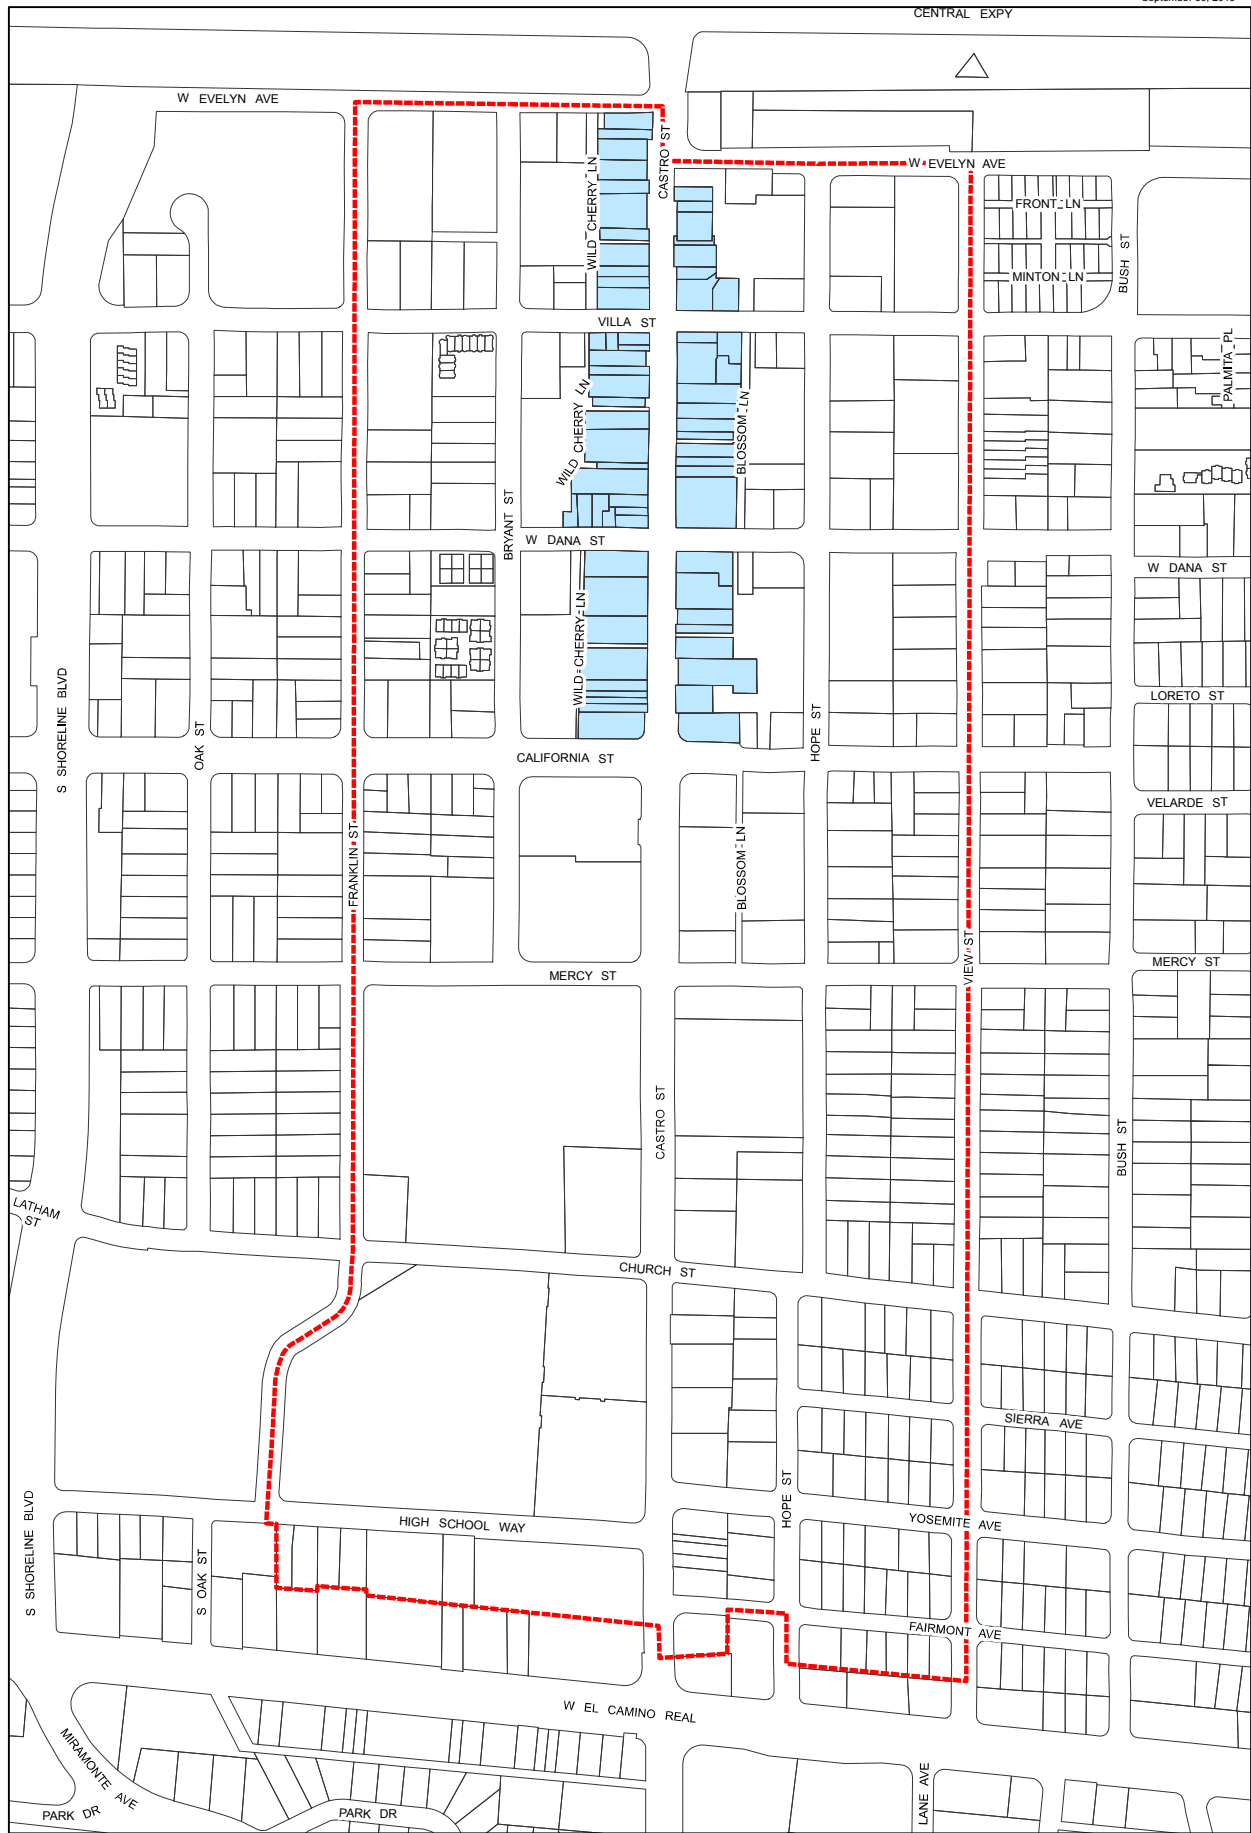 CENTRAL EXPY
W EVELYN AVE
CASTRO ST
W EVELYN AVE
WILD CHERRY LN
FRONT LN
BUSH ST
MINTON LN
VILLA ST
PALMITA PL
WILD CHERRY LN
BLOSSOM LN
BRYANT ST
W DANA ST
W DANA ST
WILD CHERRY LN
S SHORELINE BLVD
LORETO ST
OAK ST
HOPE ST
CALIFORNIA ST
VELARDE ST
FRANKLIN ST
BLOSSOM LN
VIEW ST
MERCY ST
MERCY ST
CASTRO ST
BUSH ST
LATHAM
ST
CHURCH ST
SIERRA AVE
HOPE ST
S SHORELINE BLVD
HIGH SCHOOL WAY
YOSEMITE AVE
S OAK ST
FAIRMONT AVE
W EL CAMINO REAL
MIRAMONTE AVE
LANE AVE
PARK DR
PARK DR